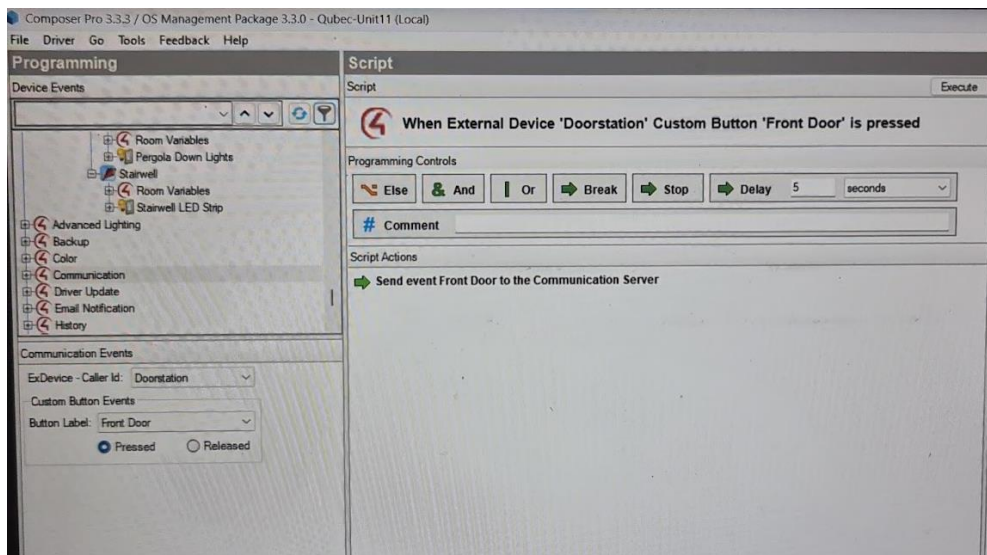 Composer Pro 3.3.3 / OS Management Package 3.3.0 - Qubec-Unit11 (Local)
File Driver Go Tools Feedback Help
Programming
Device Events
Room Variables
Pergola Down Lights
Stairwell
Room Variables
Stairwell LED Strip
Advanced Lighting
Backup
Color
Communication
Driver Update
Email Notification
History
Communication Events
ExDevice - Caller Id: Doorstation
Custom Button Events
Button Label: Front Door
Pressed Released
Script
Script Execute
When External Device 'Doorstation' Custom Button 'Front Door' is pressed
Programming Controls
Else & And Or Break Stop Delay 5 seconds
# Comment
Script Actions
Send event Front Door to the Communication Server